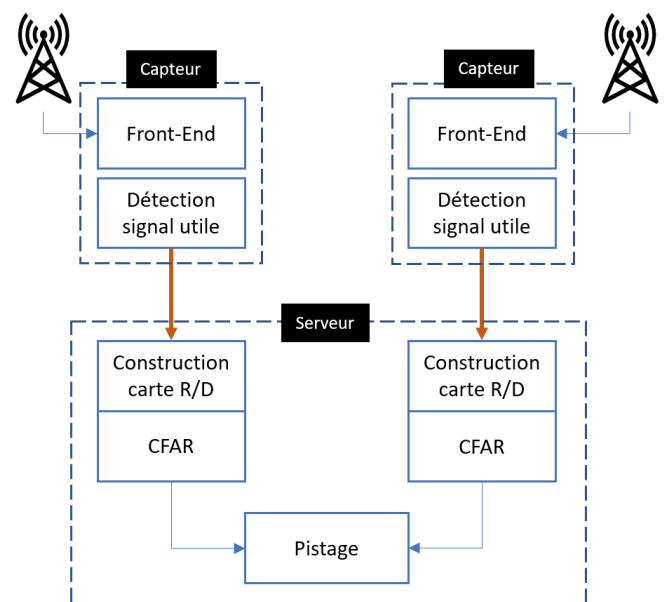 Capteur
Capteur
Front-End
Front-End
Détection
signal utile
Détection
signal utile
Serveur
Construction
carte R/D
Construction
carte R/D
CFAR
CFAR
Pistage